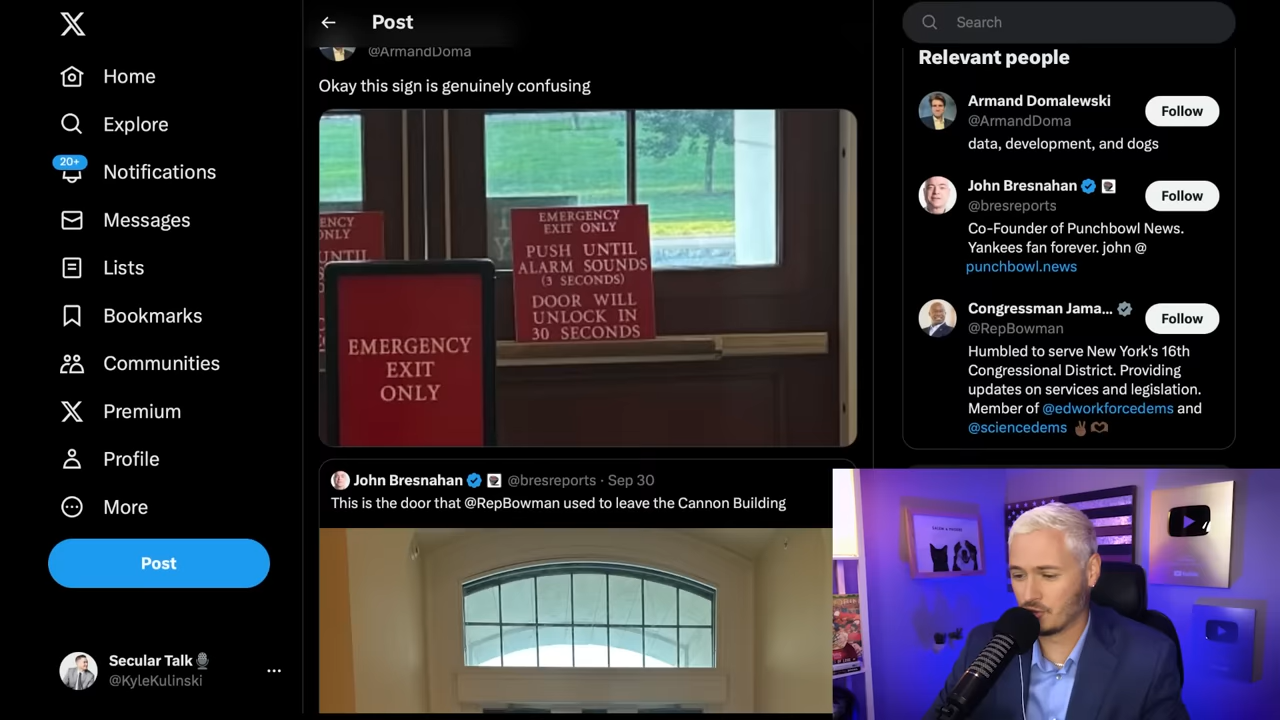 Home
Explore
20+
Notifications
Messages
Lists
Bookmarks
Communities
Premium
Profile
More
Post
Secular Talk
@KyleKulinski
Post
@ArmandDoma
Okay this sign is genuinely confusing
ENCY
ONLY
UNTIL
EMERGENCY
EXIT ONLY
PUSH UNTIL
ALARM SOUNDS
(3 SECONDS)
DOOR WILL
UNLOCK IN
30 SECONDS
EMERGENCY
EXIT
ONLY
John Bresnahan @bresreports · Sep 30
This is the door that @RepBowman used to leave the Cannon Building
Search
Relevant people
Armand Domalewski
@ArmandDoma
Follow
data, development, and dogs
John Bresnahan
@bresreports
Follow
Co-Founder of Punchbowl News.
Yankees fan forever. john @
punchbowl.news
Congressman Jama...
@RepBowman
Follow
Humbled to serve New York's 16th
Congressional District. Providing
updates on services and legislation.
Member of @edworkforcedems and
@sciencedems